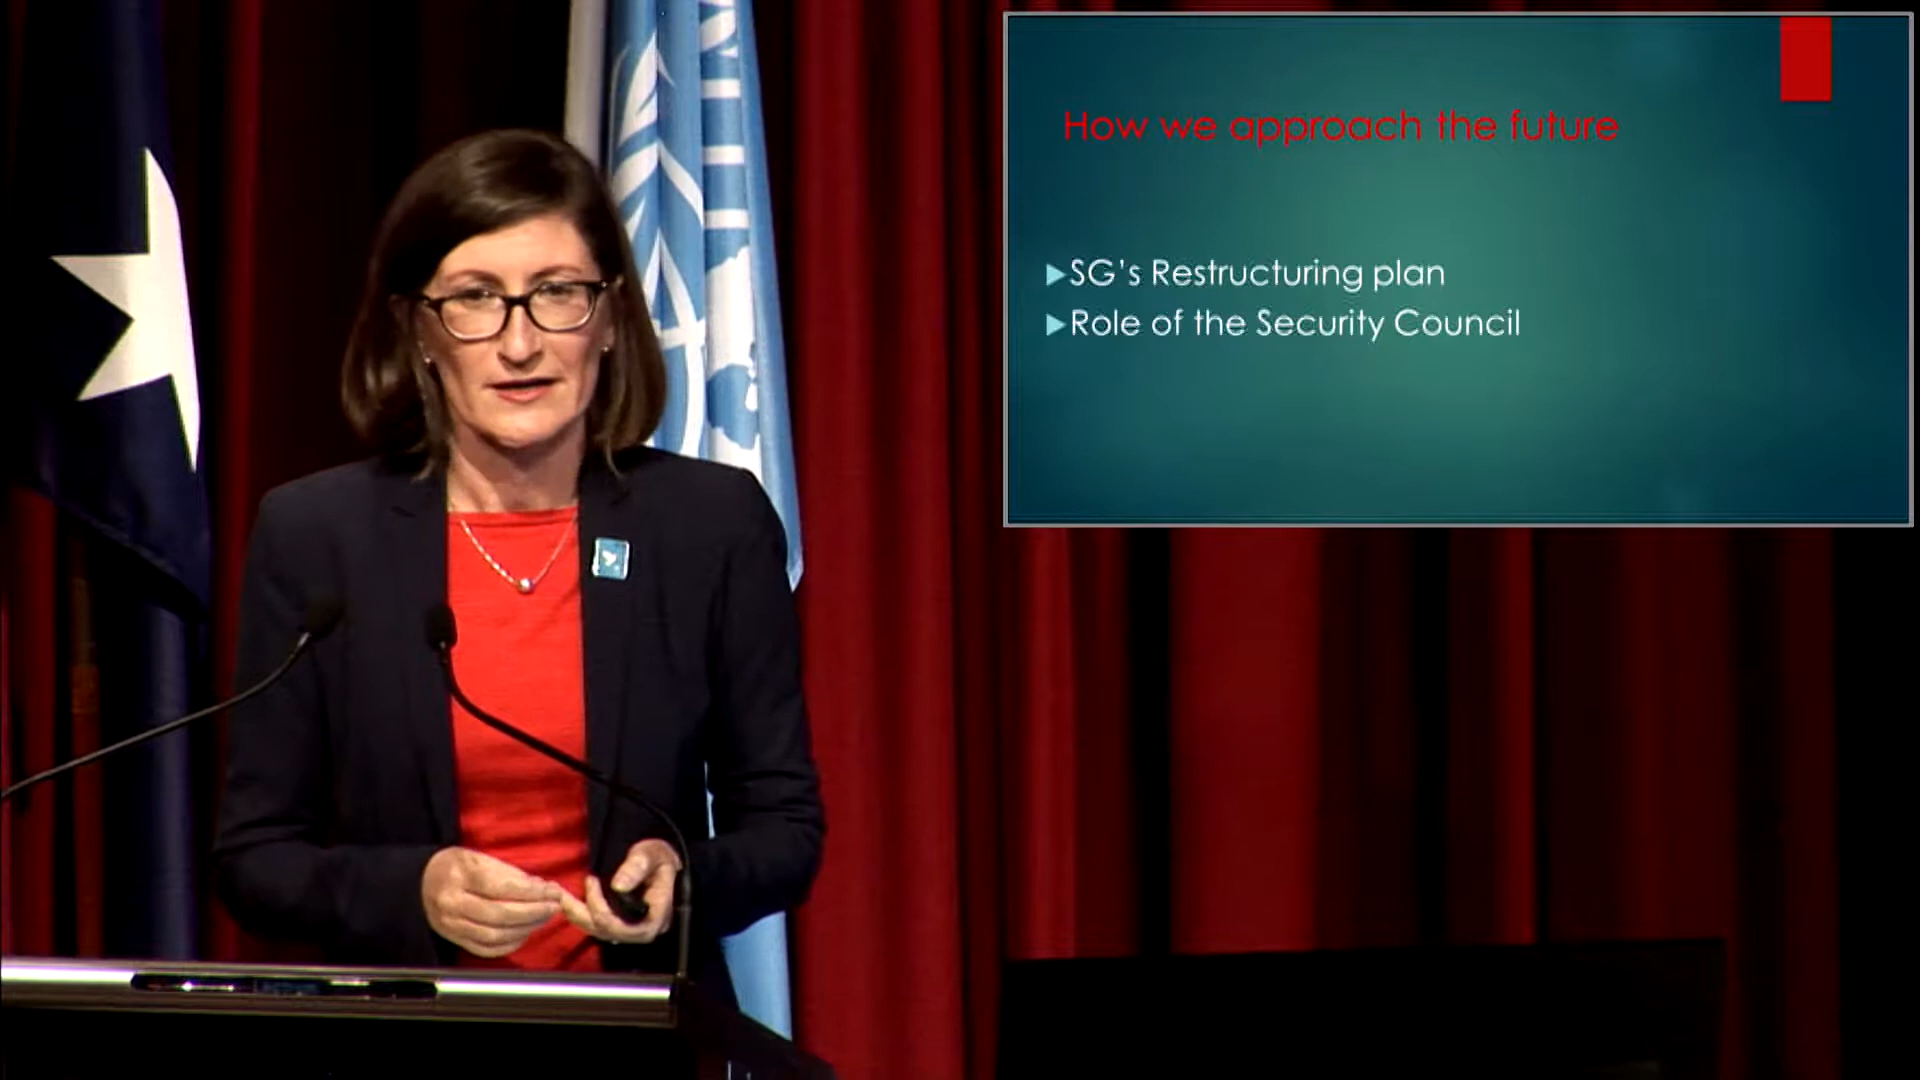 How we approach the future
SG's Restructuring plan
Role of the Security Council